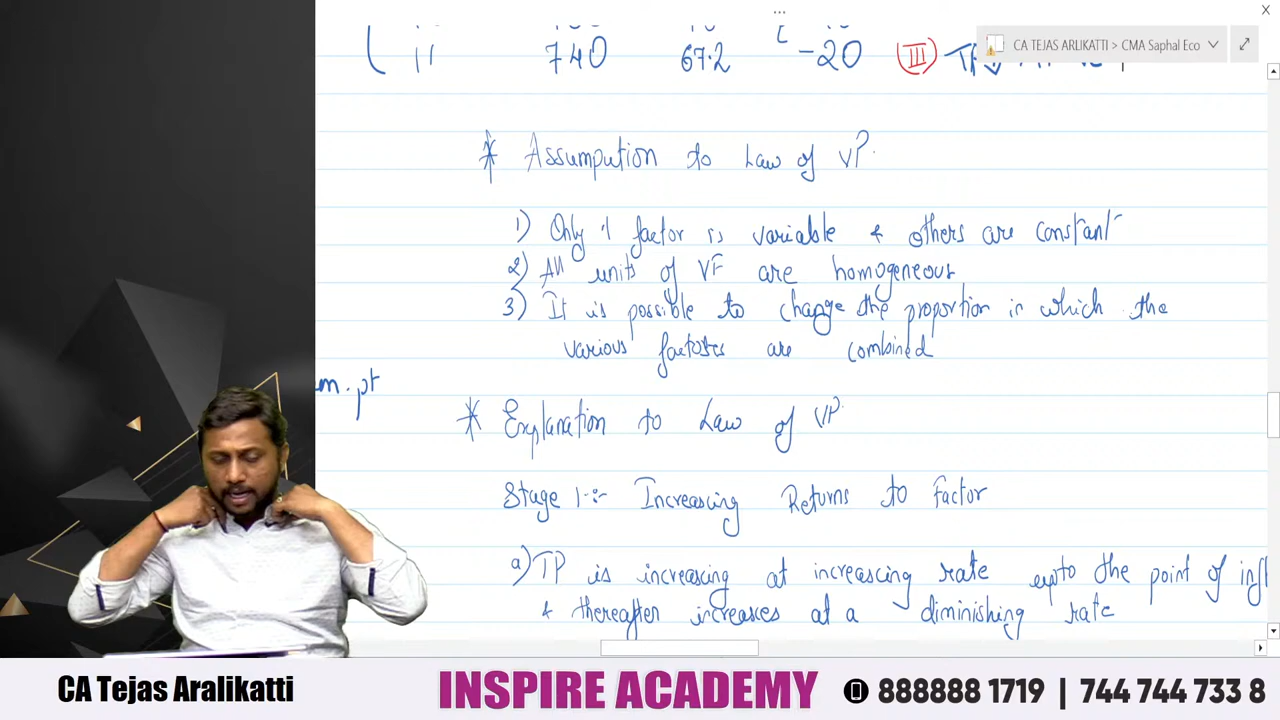 11 740 67.2 -20 III
CA TEJAS ARLIKATTI > CMA Saphal Eco
* Assumpution to Law of VP.
1) Only 1 factor is variable & others are constant
2) All units of VF are homogeneous
3) It is possible to change the proportion in which the
various factors are combined
m. pt
* Explanation to Law of VP.
Stage 1:- Increasing Returns to Factor
a) TP is increasing at increasing rate upto the point of infl
& thereafter increases at a diminishing rate
CA Tejas Aralikatti INSPIRE ACADEMY 888888 1719 | 744 744 733 8